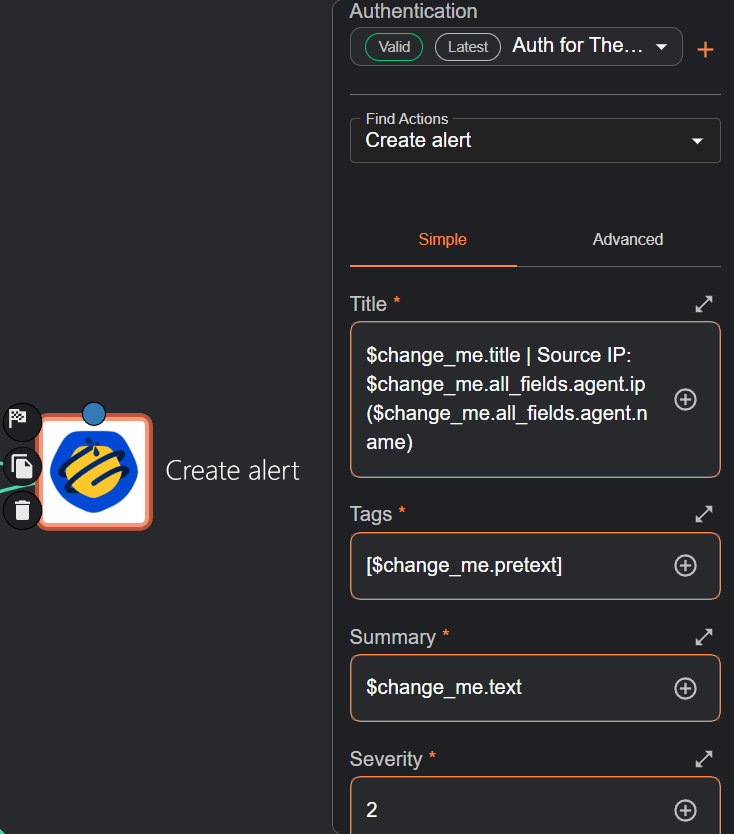 Authentication
Valid Latest Auth for The...
+
Find Actions
Create alert
Simple Advanced
Title *
$change_me.title | Source IP:
$change_me.all_fields.agent.ip
($change_me.all_fields.agent.n
ame)
Create alert
Tags *
[$change_me.pretext]
Summary *
$change_me.text
Severity *
2